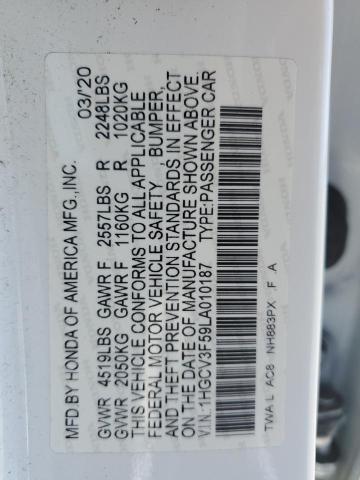 MFD.BY HONDA OF AMERICA MFG.,INC. 03/'20
GVWR 4519LBS GAWR F 2557LBS R 2248LBS
GVWR 2050KG GAWR F 1160KG R 1020KG
THIS VEHICLE CONFORMS TO ALL APPLICABLE
FEDERAL MOTOR VEHICLE SAFETY , BUMPER,
AND THEFT PREVENTION STANDARDS IN EFFECT
ON THE DATE OF MANUFACTURE SHOWN ABOVE.
V.I.N.:1HGCV3F59LA010187 TYPE:PASSENGER CAR
TWA L AC8 NH883PX F A